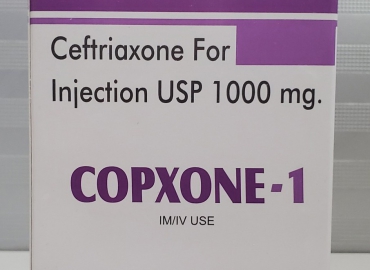 Ceftriaxone For
Injection USP 1000 mg.
COPXONE-1
IM/IV USE